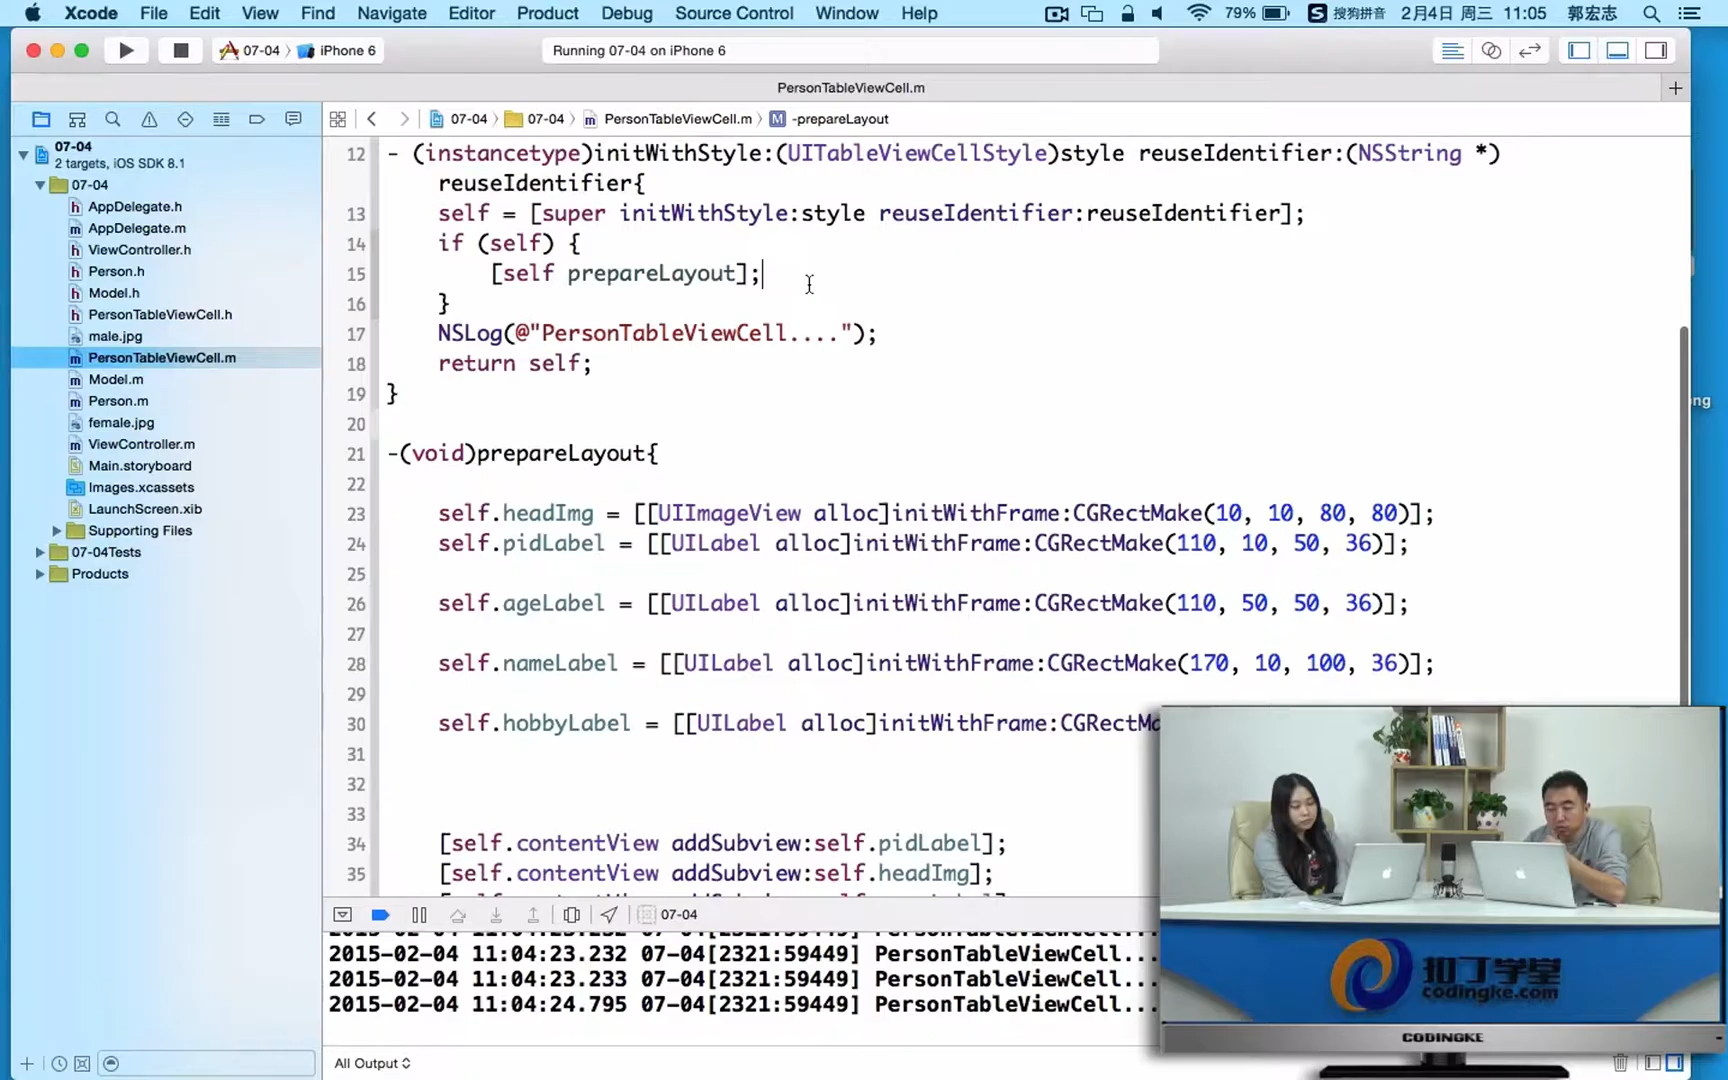 Xcode File Edit View Find Navigate Editor Product Debug Source Control Window Help 79% S 搜狗拼音 2月4日 周三 11:05 郭宏志
07-04 iPhone 6 Running 07-04 on iPhone 6
PersonTableViewCell.m
07-04 07-04 PersonTableViewCell.m M -prepareLayout
07-04
2 targets, iOS SDK 8.1
07-04
h AppDelegate.h
m AppDelegate.m
h ViewController.h
h Person.h
h Model.h
h PersonTableViewCell.h
male.jpg
m PersonTableViewCell.m
m Model.m
m Person.m
female.jpg
m ViewController.m
Main.storyboard
Images.xcassets
LaunchScreen.xib
Supporting Files
07-04Tests
Products
12 - (instancetype)initWithStyle:(UITableViewCellStyle)style reuseIdentifier:(NSString *)
reuseIdentifier{
13 self = [super initWithStyle:style reuseIdentifier:reuseIdentifier];
14 if (self) {
15 [self prepareLayout];
16 }
17 NSLog(@"PersonTableViewCell....");
18 return self;
19 }
20
21 -(void)prepareLayout{
22
23 self.headImg = [[UIImageView alloc]initWithFrame:CGRectMake(10, 10, 80, 80)];
24 self.pidLabel = [[UILabel alloc]initWithFrame:CGRectMake(110, 10, 50, 36)];
25
26 self.ageLabel = [[UILabel alloc]initWithFrame:CGRectMake(110, 50, 50, 36)];
27
28 self.nameLabel = [[UILabel alloc]initWithFrame:CGRectMake(170, 10, 100, 36)];
29
30 self.hobbyLabel = [[UILabel alloc]initWithFrame:CGRectMa
31
32
33
34 [self.contentView addSubview:self.pidLabel];
35 [self.contentView addSubview:self.headImg];
07-04
2015-02-04 11:04:23.232 07-04[2321:59449] PersonTableViewCell...
2015-02-04 11:04:23.233 07-04[2321:59449] PersonTableViewCell...
2015-02-04 11:04:24.795 07-04[2321:59449] PersonTableViewCell...
All Output
ong
扣丁学堂
codingke.com
CODINGKE